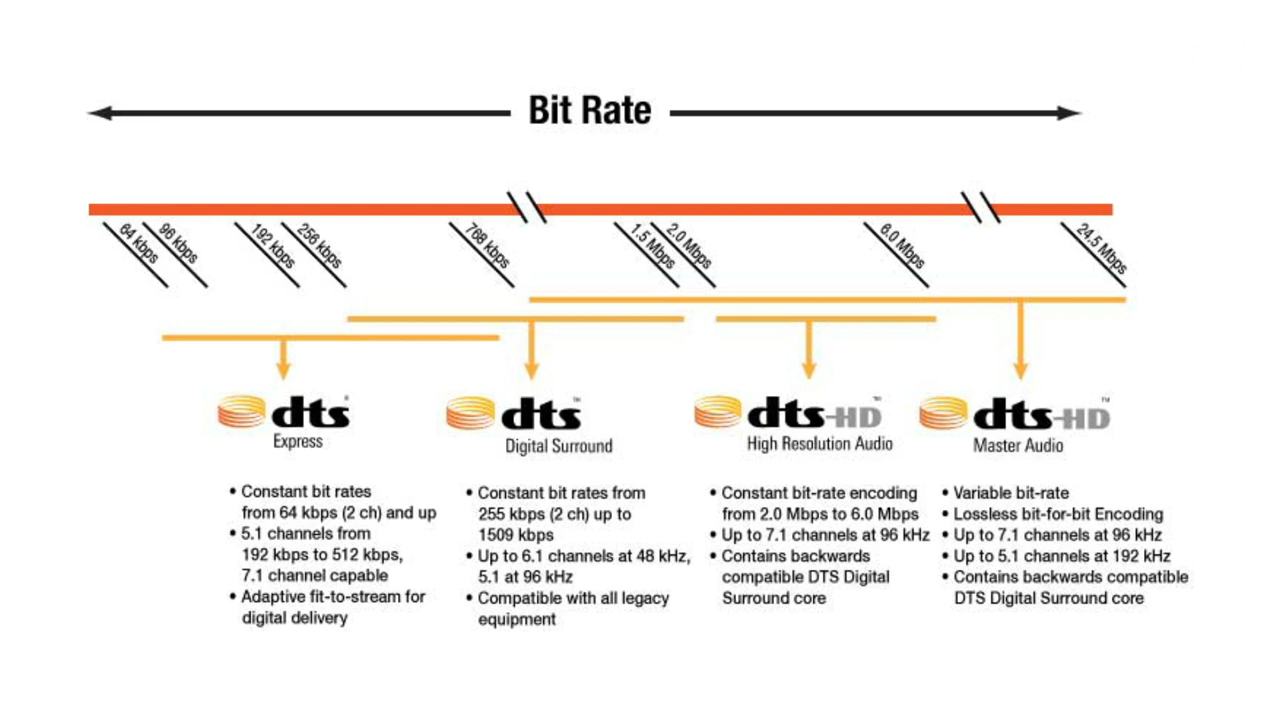 Bit Rate
64 kbps
96 kbps
192 kbps
256 kbps
768 kbps
1.5 Mbps
2.0 Mbps
6.0 Mbps
24.5 Mbps
dts®
Express
• Constant bit rates
from 64 kbps (2 ch) and up
• 5.1 channels from
192 kbps to 512 kbps,
7.1 channel capable
• Adaptive fit-to-stream for
digital delivery
dts™
Digital Surround
• Constant bit rates from
255 kbps (2 ch) up to
1509 kbps
• Up to 6.1 channels at 48 kHz,
5.1 at 96 kHz
• Compatible with all legacy
equipment
dts-HD™
High Resolution Audio
• Constant bit-rate encoding
from 2.0 Mbps to 6.0 Mbps
• Up to 7.1 channels at 96 kHz
• Contains backwards
compatible DTS Digital
Surround core
dts-HD™
Master Audio
• Variable bit-rate
• Lossless bit-for-bit Encoding
• Up to 7.1 channels at 96 kHz
• Up to 5.1 channels at 192 kHz
• Contains backwards compatible
DTS Digital Surround core